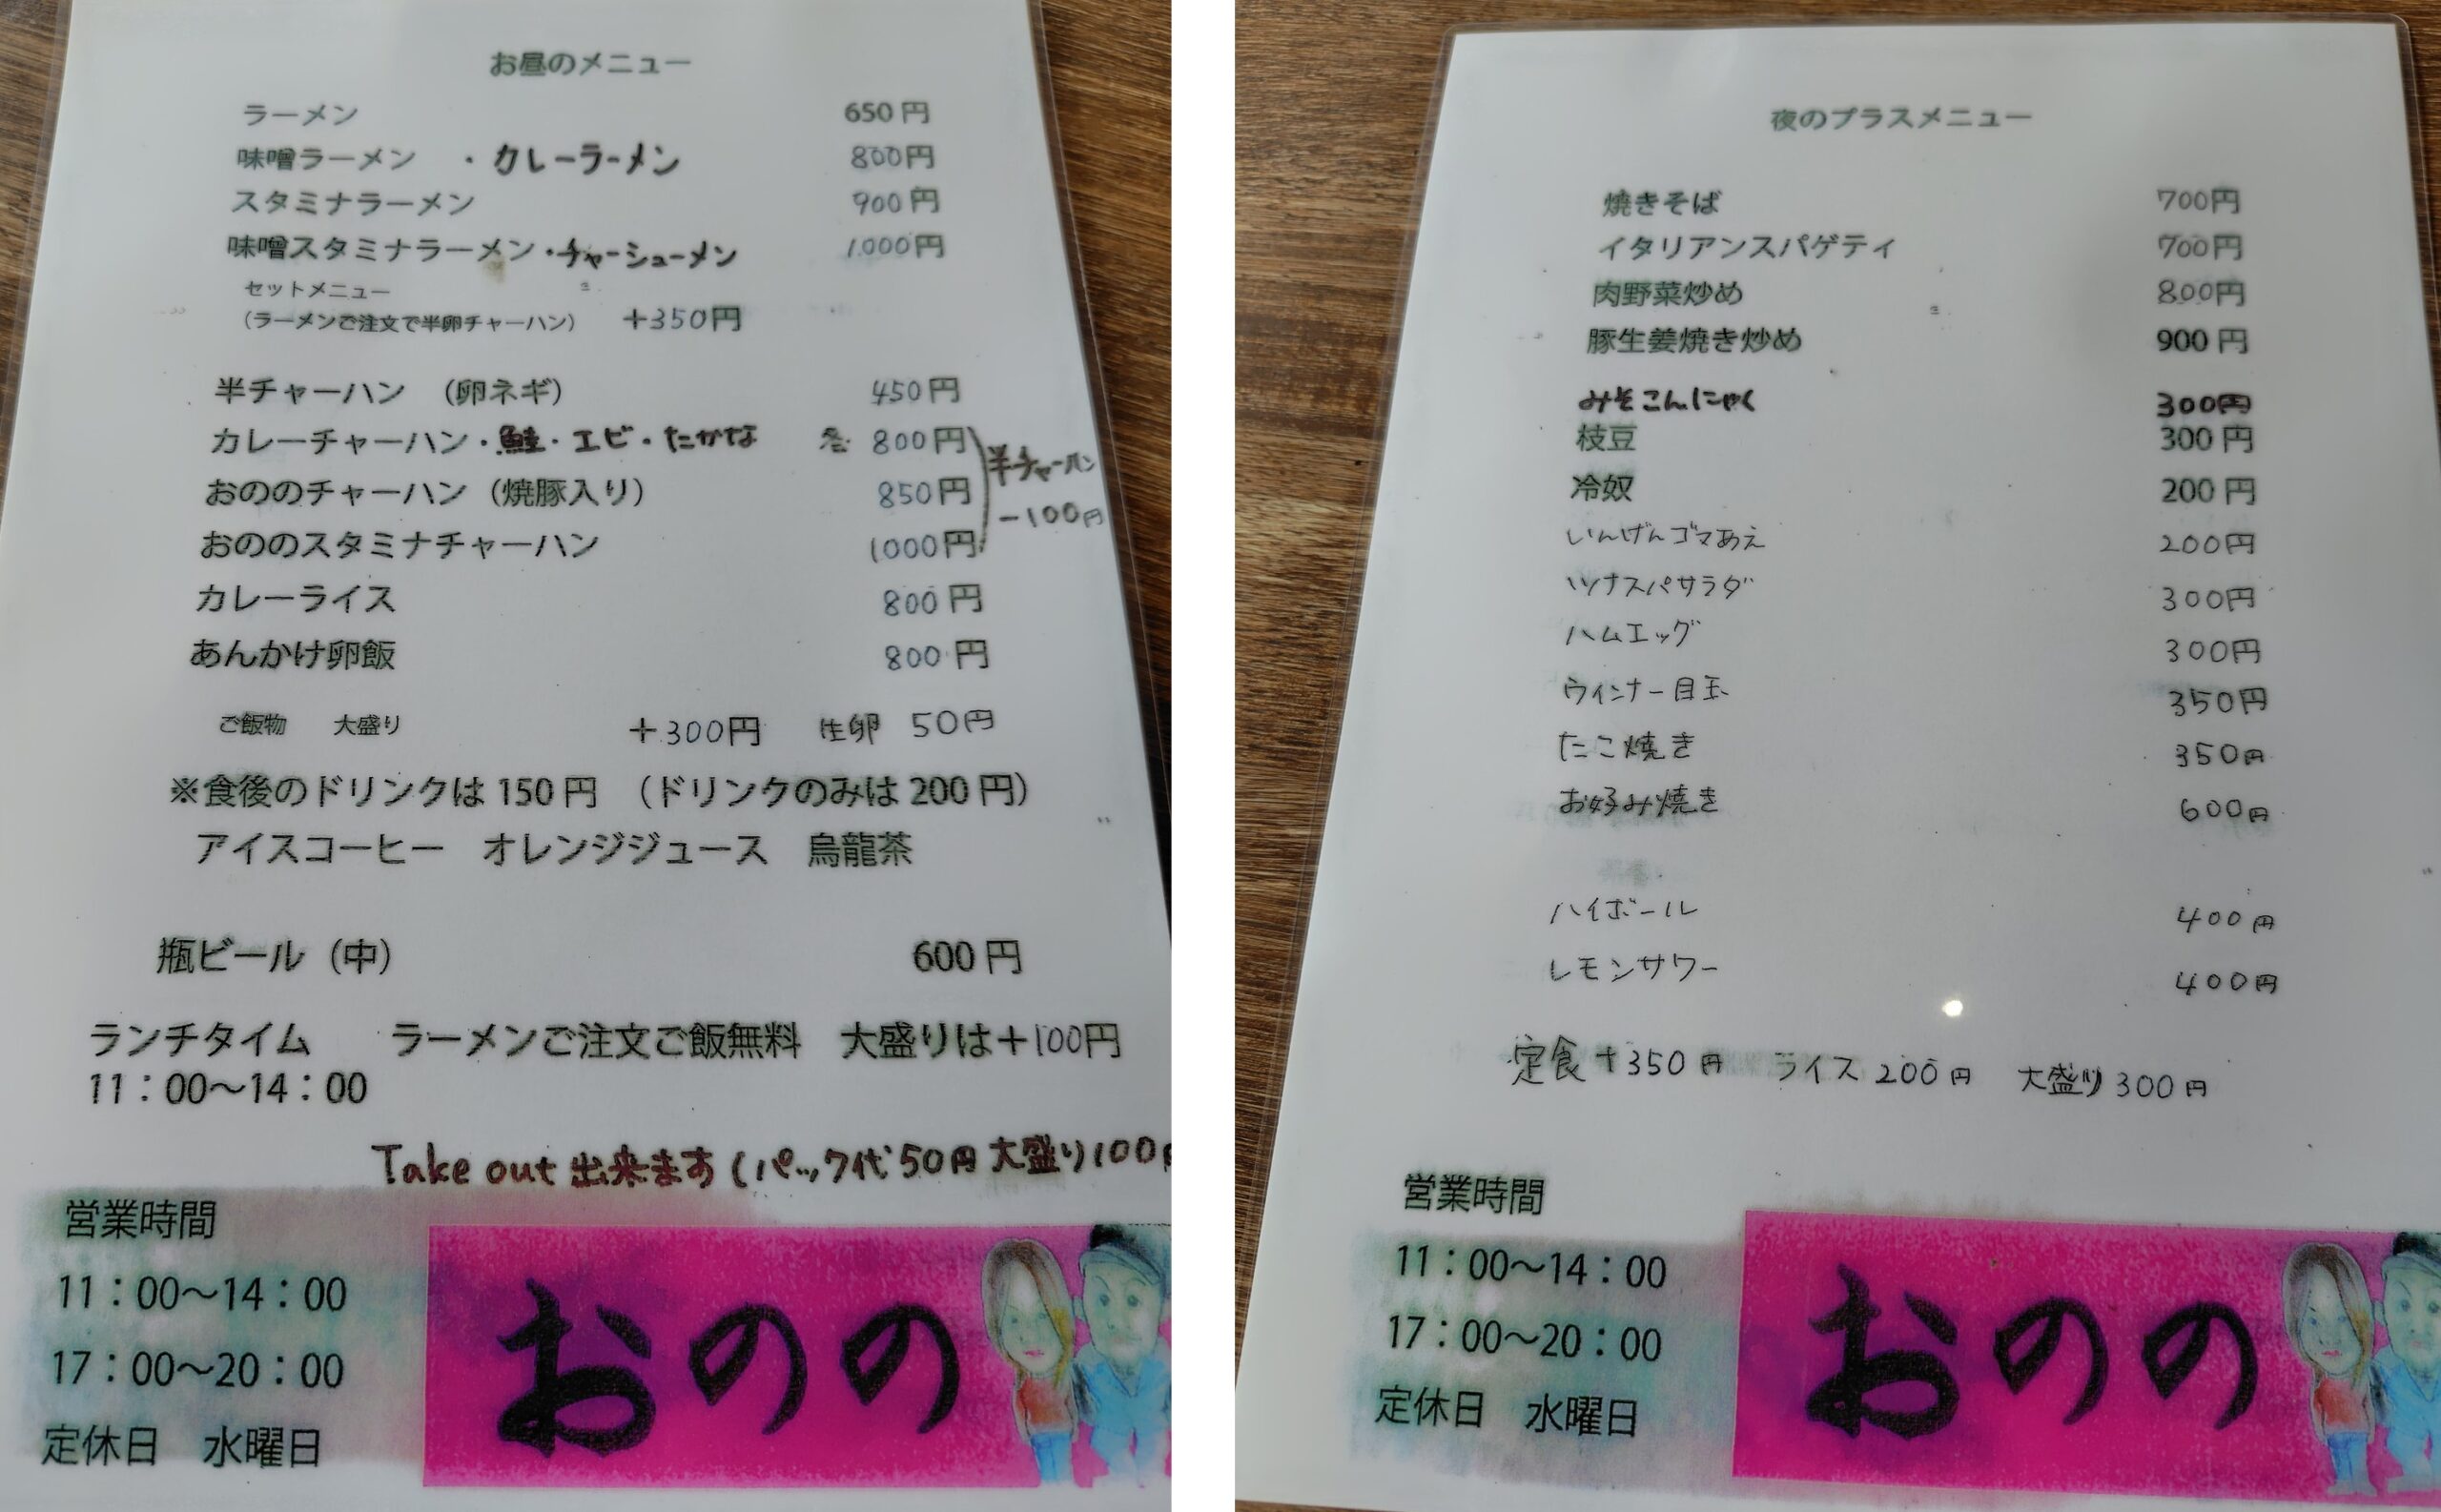 お昼のメニュー
ラーメン 650円
味噌ラーメン ・カレーラーメン 800円
スタミナラーメン 900円
味噌スタミナラーメン・チャーシューメン 1.000円
セットメニュー
（ラーメンご注文で半卵チャーハン） +350円
半チャーハン （卵ネギ） 450円
カレーチャーハン・鮭・エビ・たかな 各 800円
半チャーハン
おののチャーハン（焼豚入り） 850円
-100円
おののスタミナチャーハン 1000円
カレーライス 800円
あんかけ卵飯 800円
ご飯物 大盛り +300円 生卵 50円
※食後のドリンクは150円 （ドリンクのみは200円）
アイスコーヒー オレンジジュース 烏龍茶
瓶ビール（中） 600円
ランチタイム ラーメンご注文ご飯無料 大盛りは+100円
11：00〜14：00
Take out 出来ます（パック代50円 大盛り100
営業時間
11：00〜14：00
17：00〜20：00
定休日 水曜日
おのの
夜のプラスメニュー
焼きそば 700円
イタリアンスパゲティ 700円
肉野菜炒め 800円
豚生姜焼き炒め 900円
みそこんにゃく 300円
枝豆 300円
冷奴 200円
いんげんゴマあえ 200円
ツナスパサラダ 300円
ハムエッグ 300円
ウィンナー目玉 350円
たこ焼き 350円
お好み焼き 600円
ハイボール 400円
レモンサワー 400円
定食+350円 ライス200円 大盛り300円
営業時間
11：00〜14：00
17：00〜20：00
定休日 水曜日
おのの